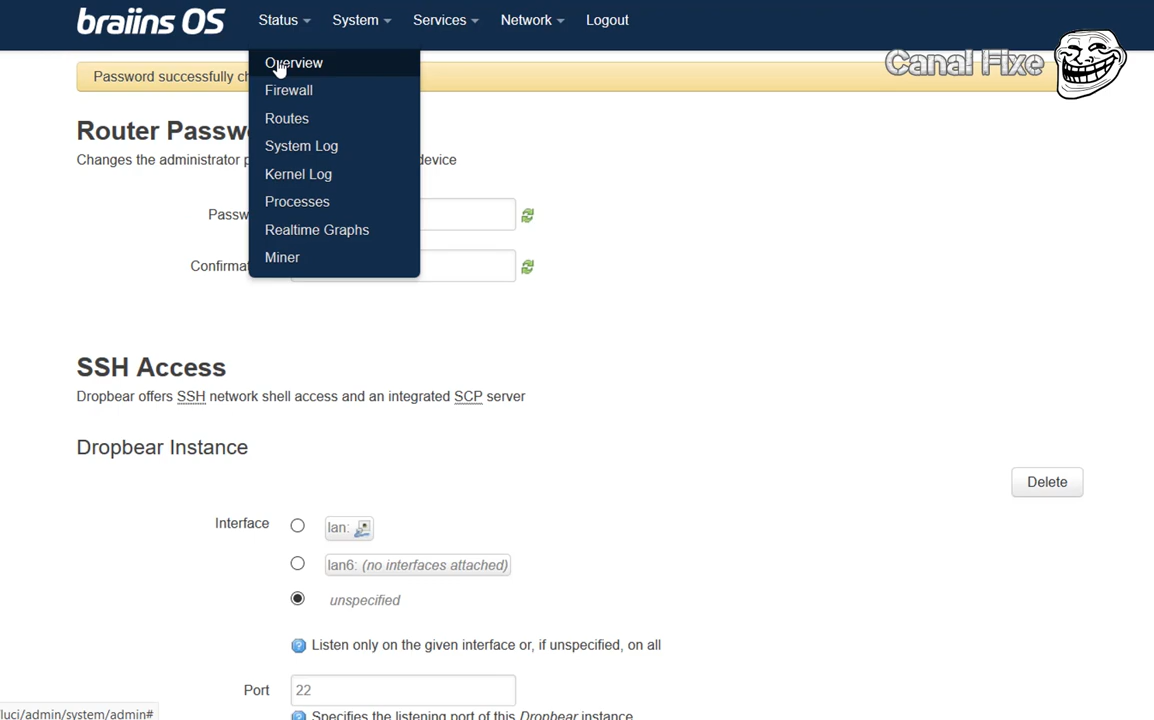 braiins OS Status System Services Network Logout
Canal Fixe
Overview
Password successfully ch
Firewall
Routes
Router Passw
System Log
Changes the administrator p device
Kernel Log
Processes
Passw
Realtime Graphs
Miner
Confirmat
SSH Access
Dropbear offers SSH network shell access and an integrated SCP server
Dropbear Instance
Delete
Interface lan:
lan6: (no interfaces attached)
unspecified
Listen only on the given interface or, if unspecified, on all
Port 22
Specifies the listening port of this Dropbear instance
luci/admin/system/admin#